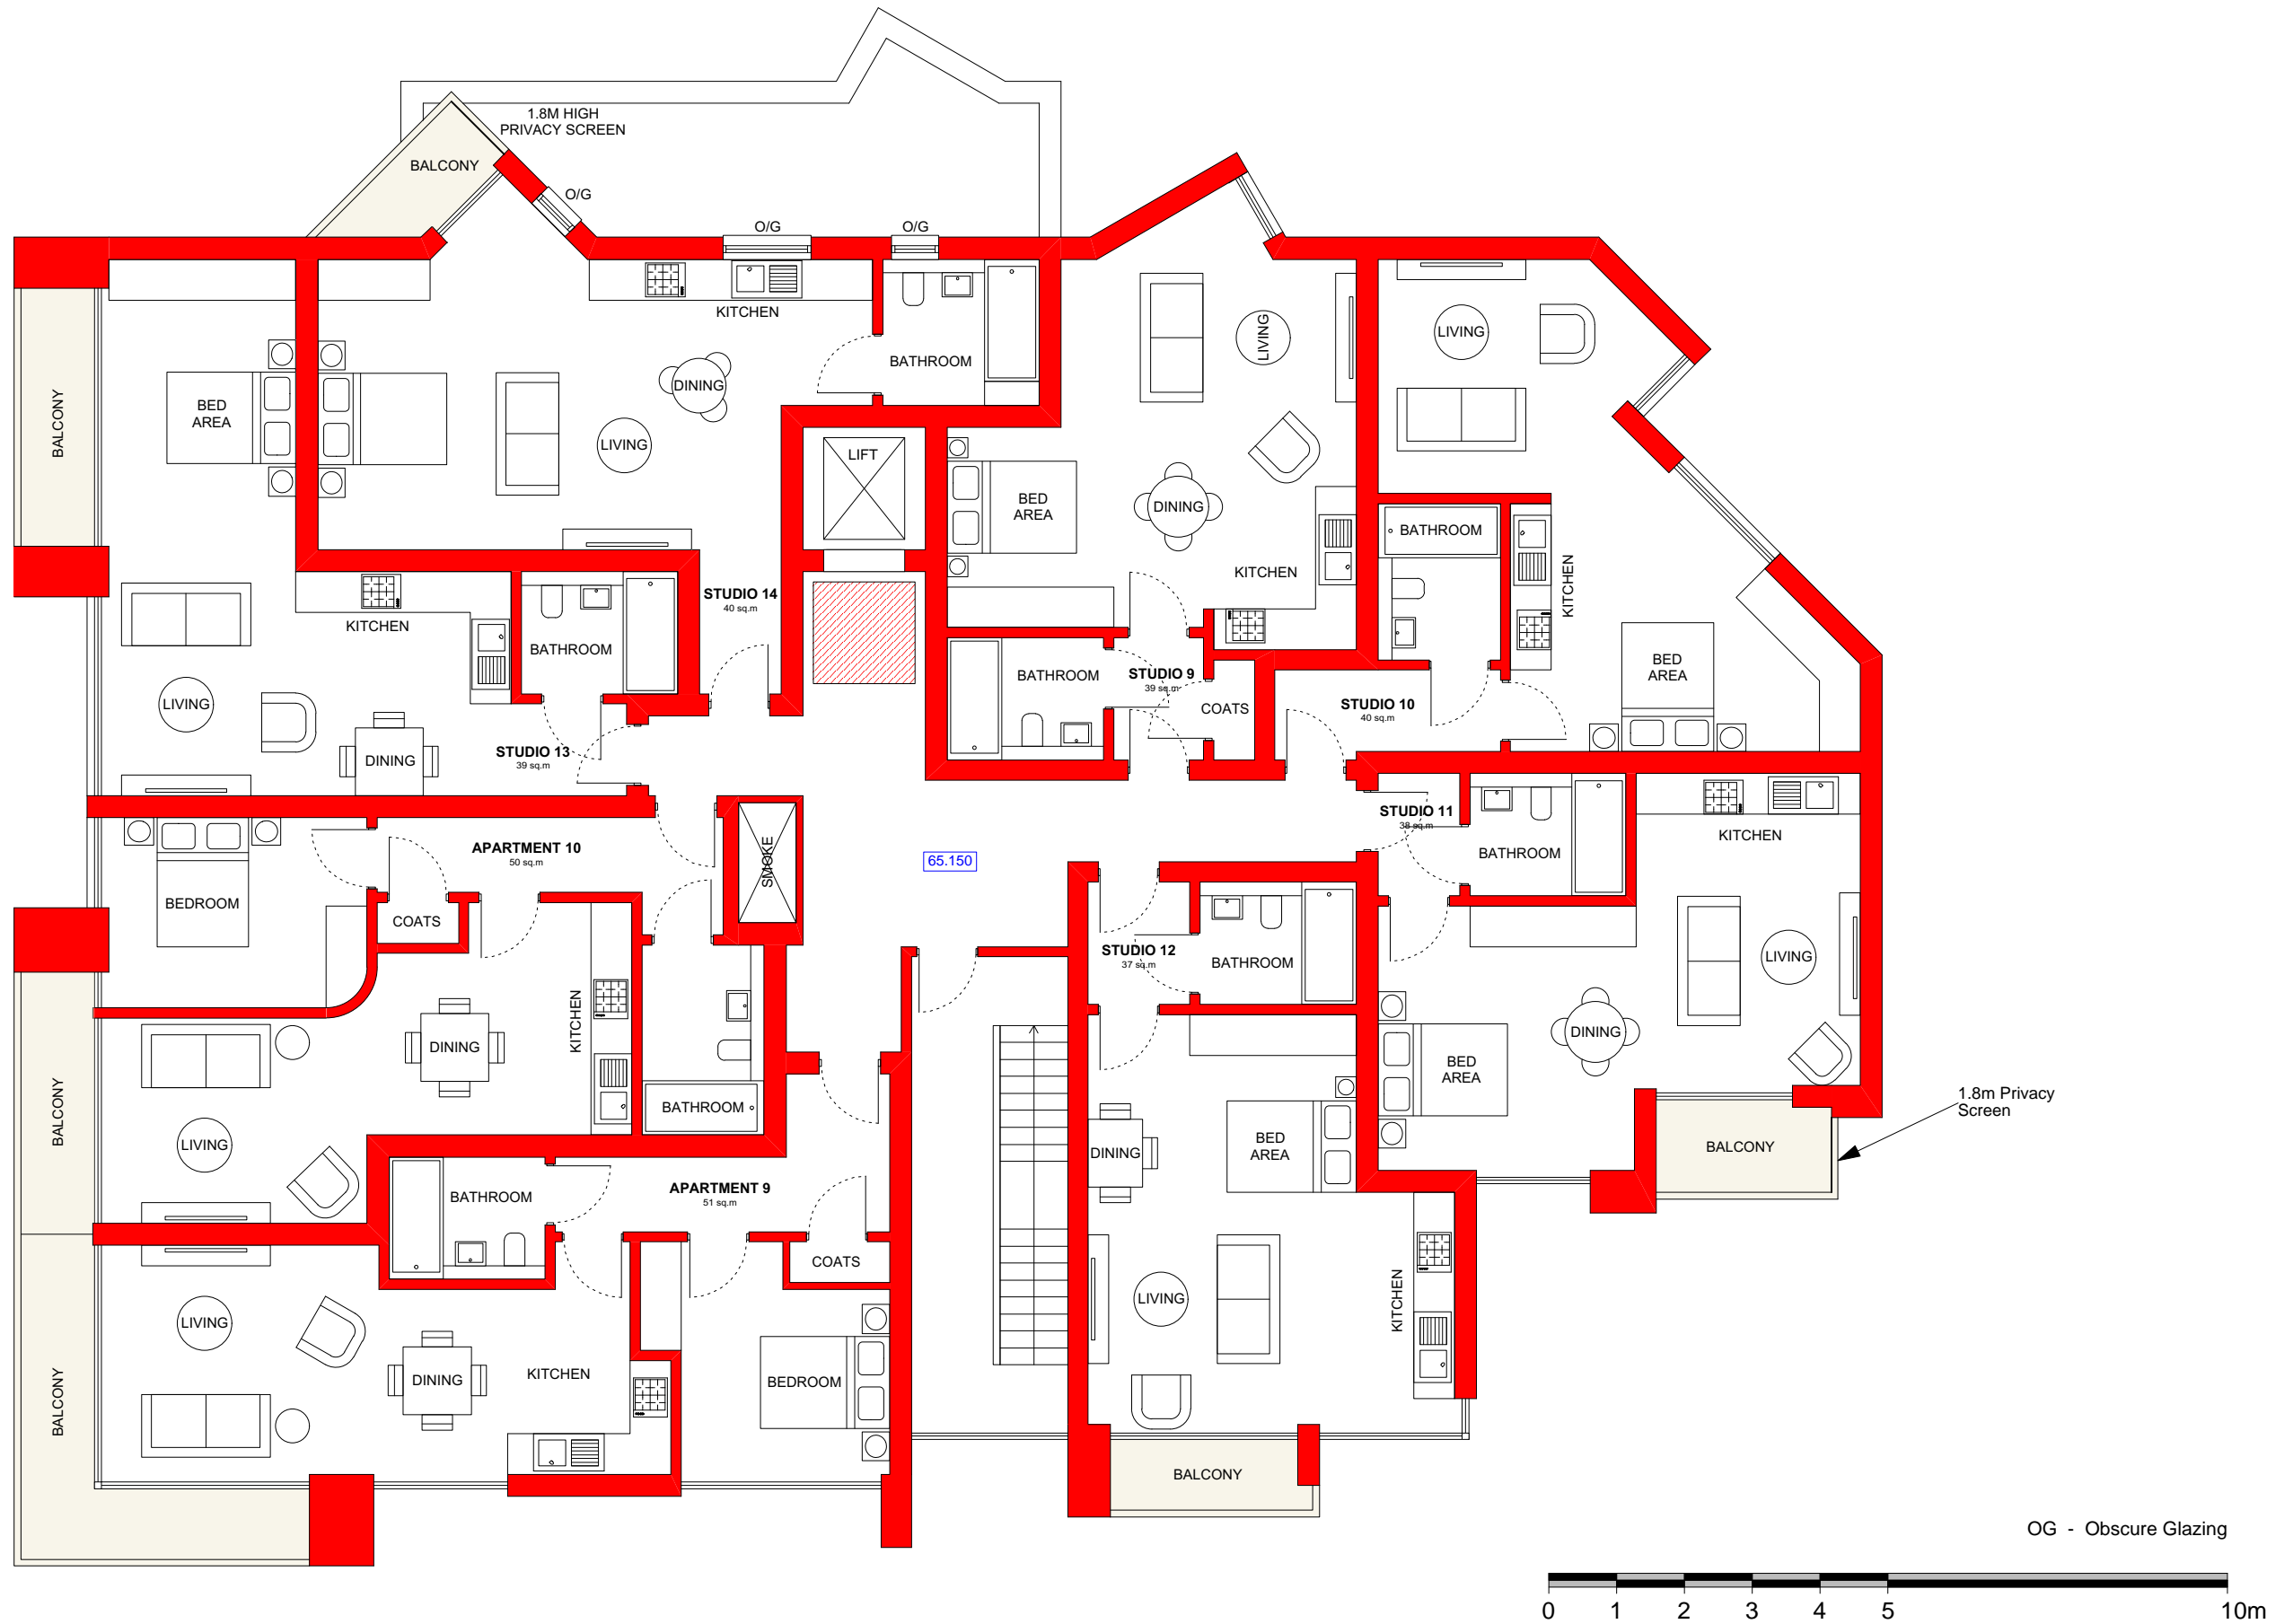 1.8M HIGH
PRIVACY SCREEN
BALCONY
O/G
O/G
O/G
KITCHEN
BATHROOM
LIVING
LIVING
BED
AREA
BALCONY
DINING
LIVING
LIFT
BED
AREA
DINING
BATHROOM
KITCHEN
KITCHEN
STUDIO 14
40 sq.m
KITCHEN
BATHROOM
BATHROOM
STUDIO 9
39 sq.m
COATS
BED
AREA
STUDIO 10
40 sq.m
LIVING
STUDIO 13
39 sq.m
DINING
STUDIO 11
38 sq.m
KITCHEN
BATHROOM
APARTMENT 10
50 sq.m
SMOKE
65.150
BEDROOM
COATS
STUDIO 12
37 sq.m
BATHROOM
LIVING
DINING
KITCHEN
DINING
BED
AREA
BALCONY
BATHROOM
1.8m Privacy
Screen
LIVING
DINING
BED
AREA
BALCONY
BATHROOM
APARTMENT 9
51 sq.m
COATS
LIVING
LIVING
KITCHEN
BALCONY
DINING
KITCHEN
BEDROOM
BALCONY
OG - Obscure Glazing
0 1 2 3 4 5 10m